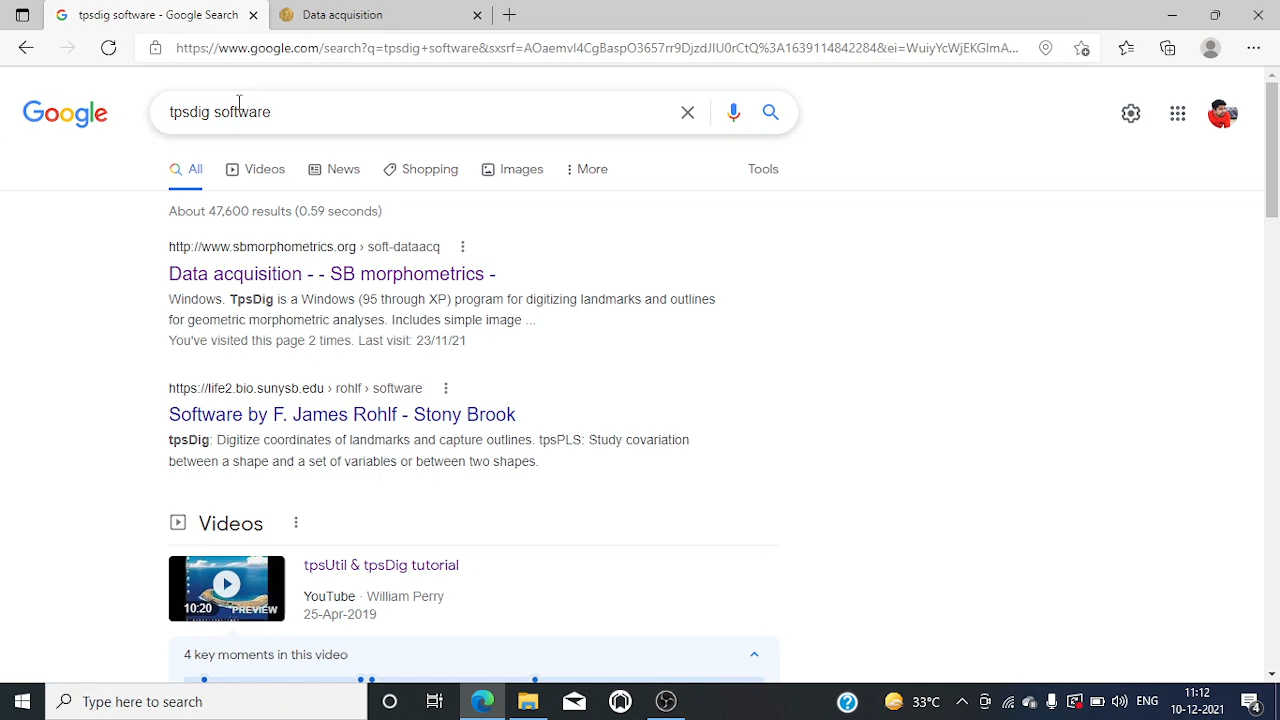 tpsdig software - Google Search
Data acquisition
https://www.google.com/search?q=tpsdig+software&sxsrf=AOaemvI4CgBaspO3657rr9DjzdJIU0rCtQ%3A1639114842284&ei=WuiyYcWjEKGlmA...
Google
tpsdig software
All
Videos
News
Shopping
Images
More
Tools
About 47,600 results (0.59 seconds)
http://www.sbmorphometrics.org › soft-dataacq
Data acquisition - - SB morphometrics -
Windows. TpsDig is a Windows (95 through XP) program for digitizing landmarks and outlines
for geometric morphometric analyses. Includes simple image ...
You've visited this page 2 times. Last visit: 23/11/21
https://life2.bio.sunysb.edu › rohlf › software
Software by F. James Rohlf - Stony Brook
tpsDig: Digitize coordinates of landmarks and capture outlines. tpsPLS: Study covariation
between a shape and a set of variables or between two shapes.
Videos
tpsUtil & tpsDig tutorial
YouTube · William Perry
25-Apr-2019
10:20
PREVIEW
4 key moments in this video
Type here to search
33°C
ENG
11:12
10-12-2021
4